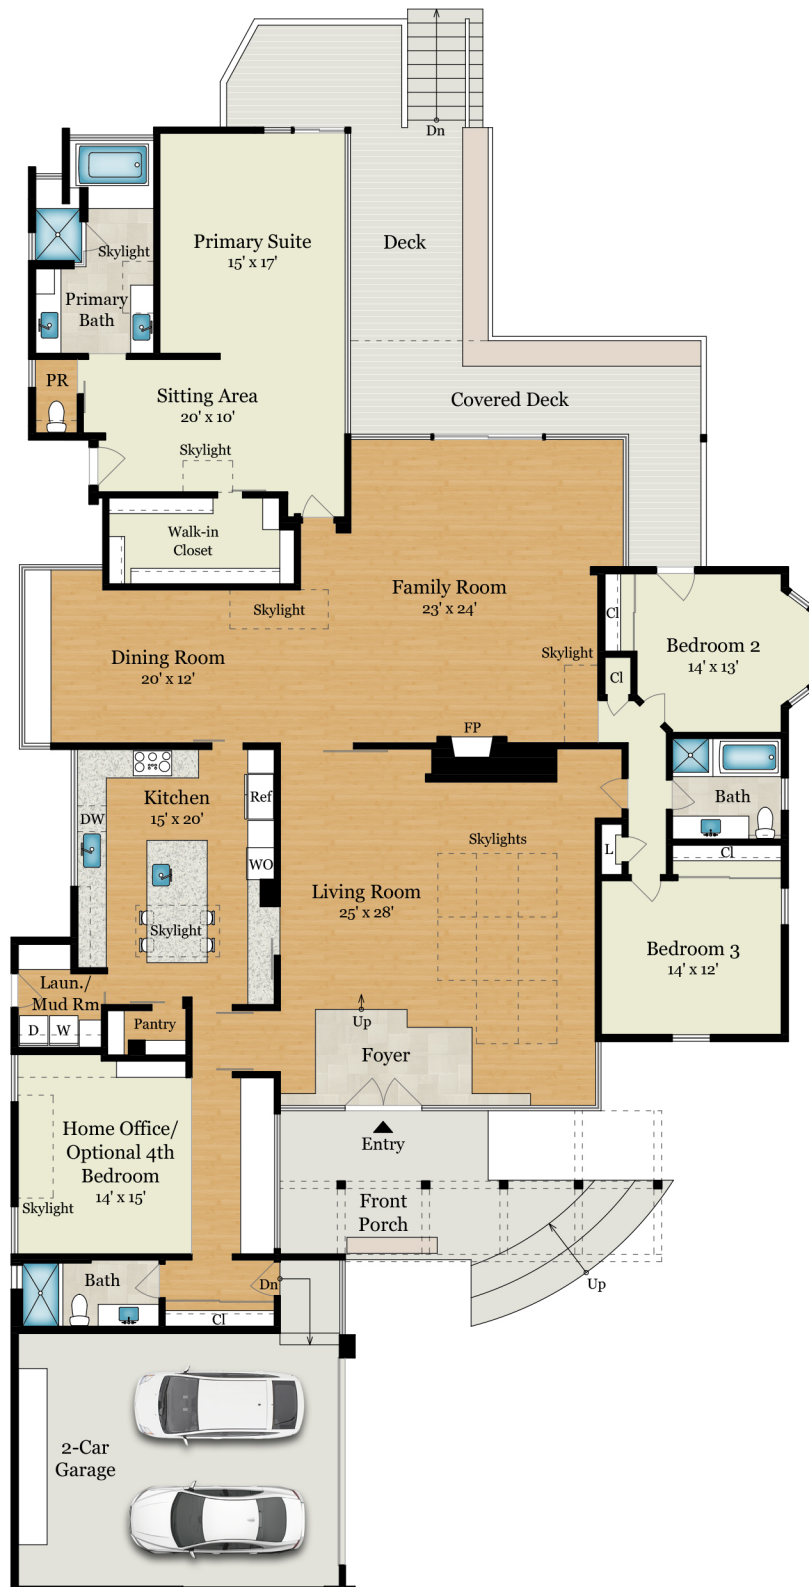 Dn
Primary Suite
15' x 17'
Deck
Skylight
Primary
Bath
PR
Sitting Area
20' x 10'
Covered Deck
Skylight
Walk-in
Closet
Family Room
23' x 24'
Skylight
Cl
Bedroom 2
14' x 13'
Dining Room
20' x 12'
Skylight
Cl
FP
Kitchen
15' x 20'
Ref
DW
Bath
Skylights
WO
L
Cl
Living Room
25' x 28'
Skylight
Bedroom 3
14' x 12'
Laun./
Mud Rm
D
W
Pantry
Up
Foyer
Home Office/
Optional 4th
Bedroom
14' x 15'
Skylight
Entry
Front
Porch
Bath
Dn
Up
Cl
2-Car
Garage